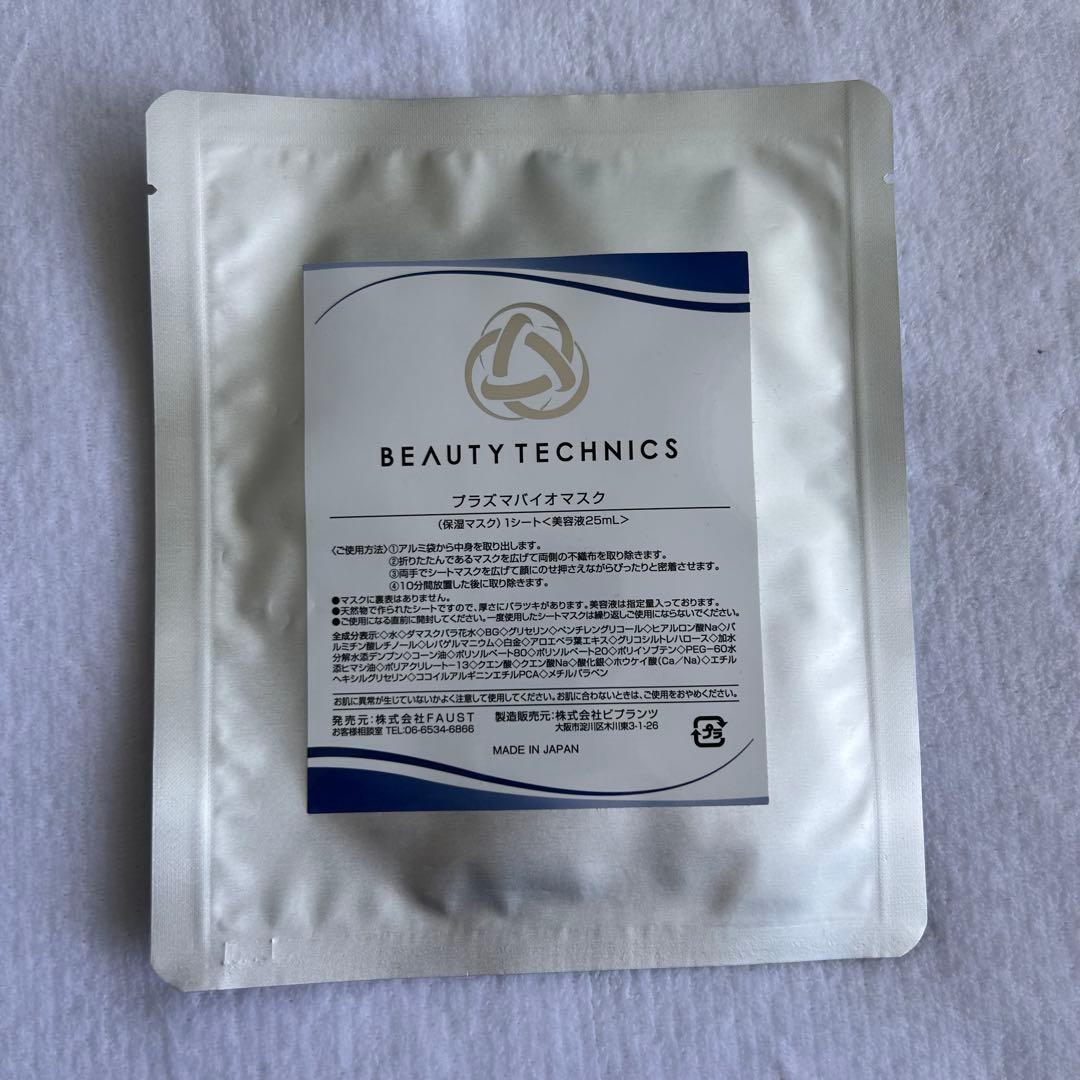 BEAUTY TECHNICS
プラズマバイオマスク
(保湿マスク)1シート<美容液25mL>
〈ご使用方法〉①アルミ袋から中身を取り出します。
②折りたたんであるマスクを広げて両側の不織布を取り除きます。
③両手でシートマスクを広げて顔にのせ押さえながらぴったりと密着させます。
④10分間放置した後に取り除きます。
●マスクに裏表はありません。
●天然物で作られたシートですので、厚さにバラツキがあります。美容液は指定量入っております。
●ご使用になる直前に開封してください。一度使用したシートマスクは繰り返しご使用にならないでください。
全成分表示:◇水◇ダマスクバラ花水◇BG◇グリセリン◇ペンチレングリコール◇ヒアルロン酸Na◇パ
ルミチン酸レチノール◇レパゲルマニウム◇白金◇アロエベラ葉エキス◇グリコシルトレハロース◇加水
分解水添デンプン◇コーン油◇ポリソルベート80◇ポリソルベート20◇ポリイソブテン◇PEG-60水
添ヒマシ油◇ポリアクリレート-13◇クエン酸◇クエン酸Na◇酸化銀◇ホウケイ酸(Ca/Na)◇エチル
ヘキシルグリセリン◇ココイルアルギニンエチルPCA◇メチルパラベン
お肌に異常が生じていないかよく注意して使用してください。お肌に合わないときは、ご使用をおやめください。
発売元:株式会社FAUST 製造販売元:株式会社ビプランツ
お客様相談室 TEL:06-6534-6866 大阪市淀川区木川東3-1-26
プラ
MADE IN JAPAN